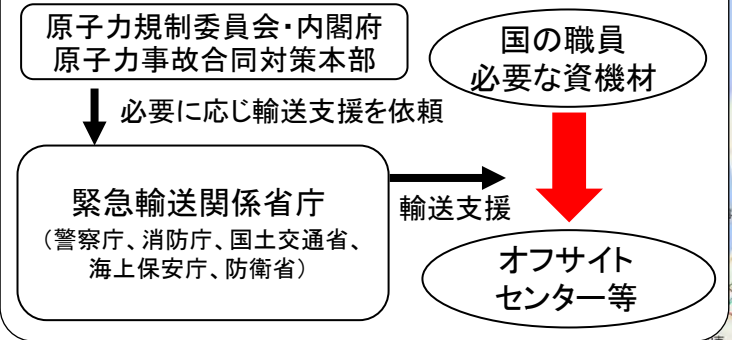 原子力規制委員会・内閣府
原子力事故合同対策本部
必要に応じ輸送支援を依頼
緊急輸送関係省庁
（警察庁、消防庁、国土交通省、
海上保安庁、防衛省）
輸送支援
国の職員
必要な資機材
オフサイト
センター等